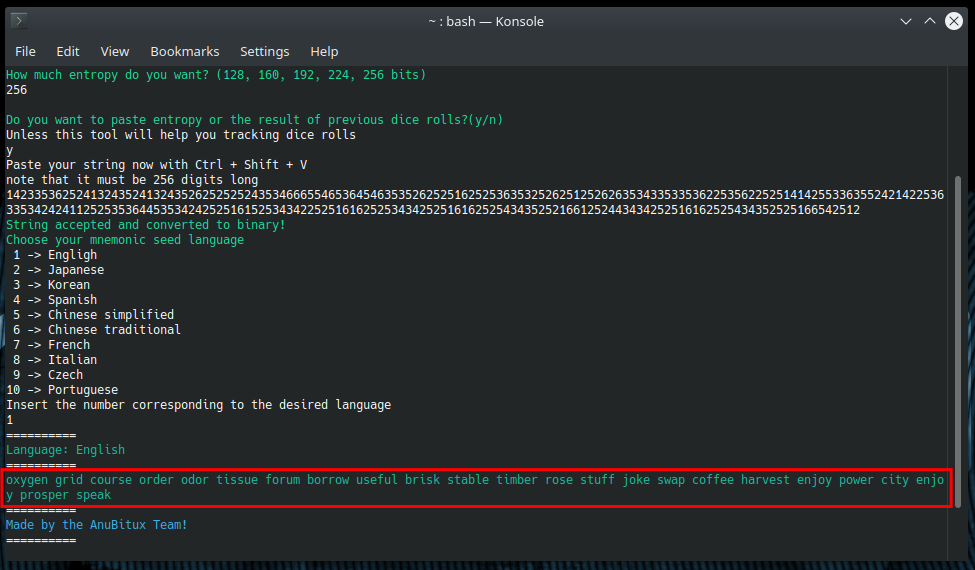 ~ : bash — Konsole
File Edit View Bookmarks Settings Help
How much entropy do you want? (128, 160, 192, 224, 256 bits)
256
Do you want to paste entropy or the result of previous dice rolls?(y/n)
Unless this tool will help you tracking dice rolls
y
Paste your string now with Ctrl + Shift + V
note that it must be 256 digits long
String accepted and converted to binary!
Choose your mnemonic seed language
1 -> Engligh
2 -> Japanese
3 -> Korean
4 -> Spanish
5 -> Chinese simplified
6 -> Chinese traditional
7 -> French
8 -> Italian
9 -> Czech
10 -> Portuguese
Insert the number corresponding to the desired language
1
==========
Language: English
==========
oxygen grid course order odor tissue forum borrow useful brisk stable timber rose stuff joke swap coffee harvest enjoy power city enjo
y prosper speak
==========
Made by the AnuBitux Team!
==========